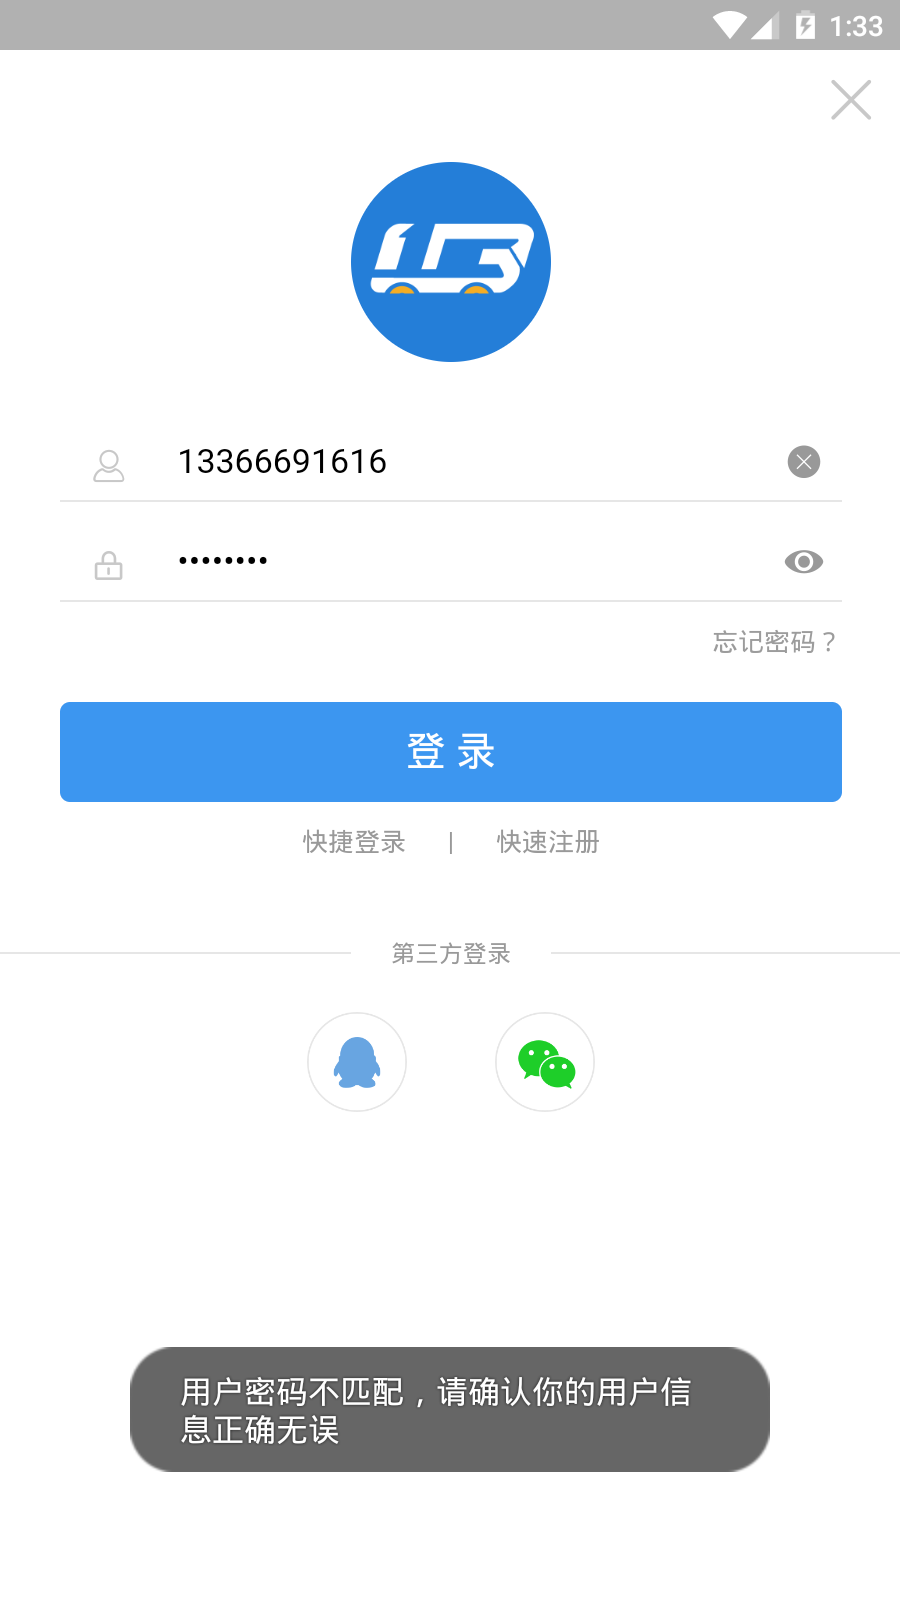 1:33
13366691616
••••••••
忘记密码？
登 录
快捷登录 | 快速注册
第三方登录
用户密码不匹配，请确认你的用户信
息正确无误